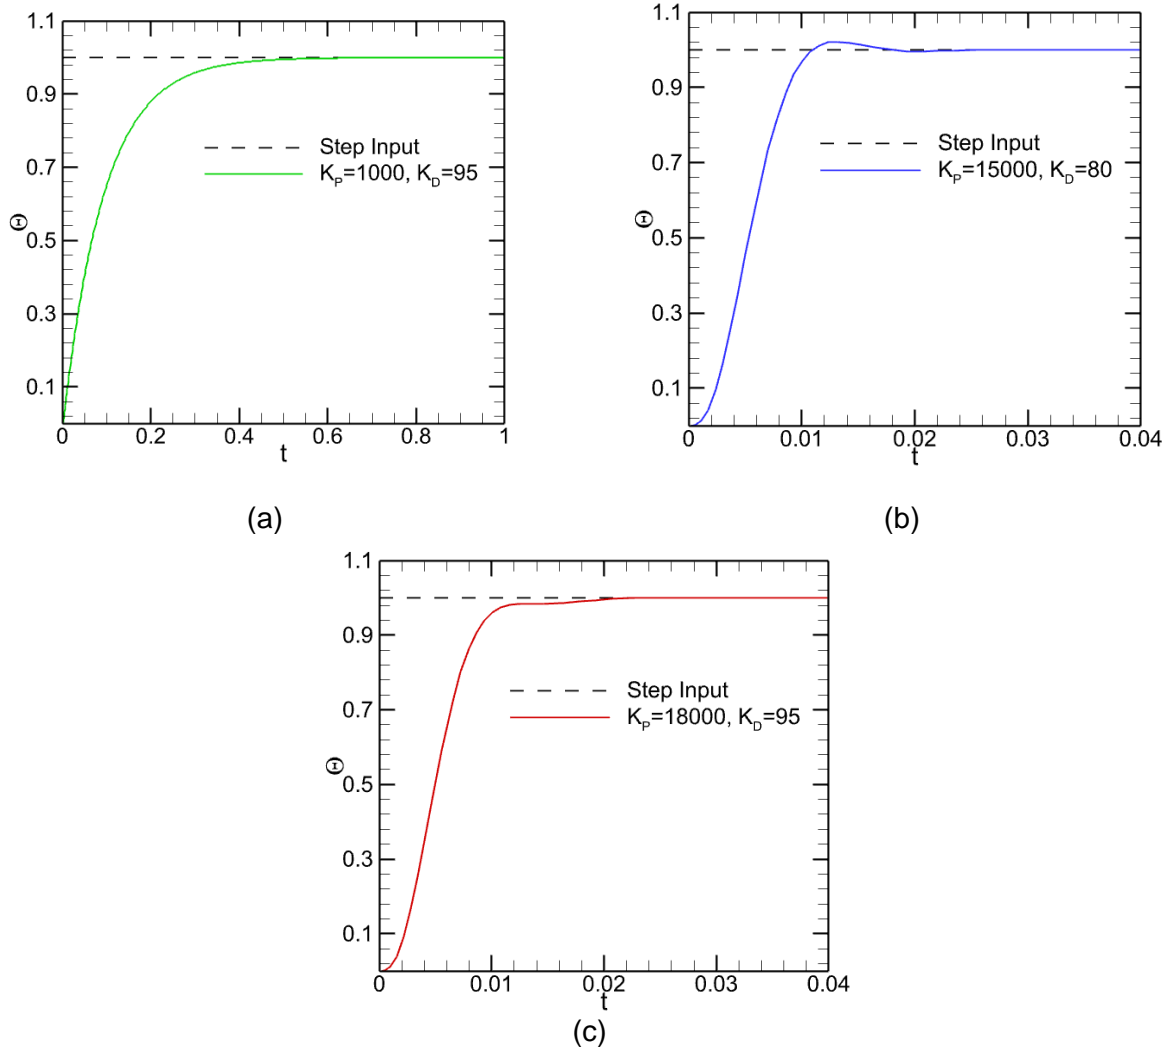 1.1
0.9
0.7
0.5
0.3
0.1
Θ
Step Input
K_P=1000, K_D=95
0 0.2 0.4 0.6 0.8 1
t
(a)
1.1
0.9
0.7
0.5
0.3
0.1
Θ
Step Input
K_P=15000, K_D=80
0 0.01 0.02 0.03 0.04
t
(b)
1.1
0.9
0.7
0.5
0.3
0.1
Θ
Step Input
K_P=18000, K_D=95
0 0.01 0.02 0.03 0.04
t
(c)